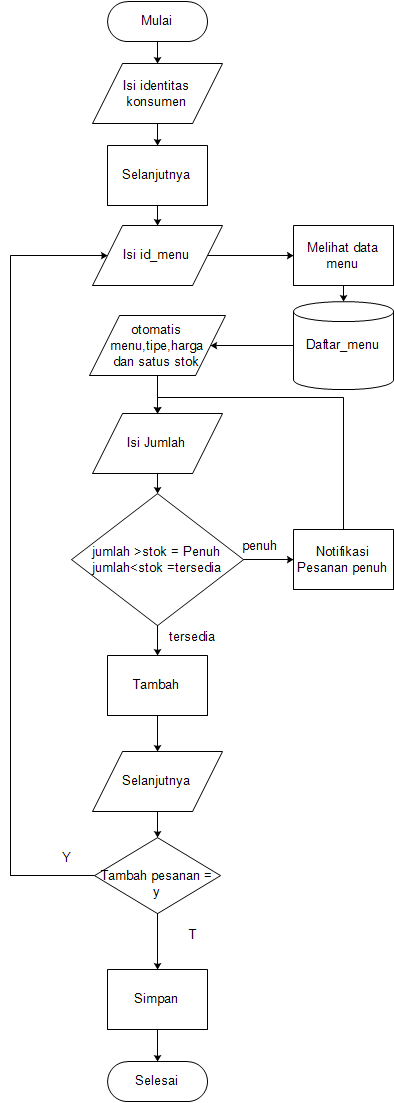 Mulai
Isi identitas
konsumen
Selanjutnya
Isi id_menu
Melihat data
menu
otomatis
menu,tipe,harga
dan satus stok
Daftar_menu
Isi Jumlah
jumlah >stok = Penuh
jumlah<stok =tersedia
penuh
Notifikasi
Pesanan penuh
tersedia
Tambah
Selanjutnya
Y
Tambah pesanan =
y
T
Simpan
Selesai